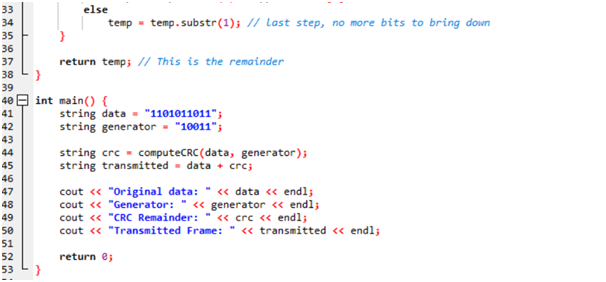 33 else
34 temp = temp.substr(1); // last step, no more bits to bring down
35 }
36
37 return temp; // This is the remainder
38 }
39
40 int main() {
41 string data = "1101011011";
42 string generator = "10011";
43
44 string crc = computeCRC(data, generator);
45 string transmitted = data + crc;
46
47 cout << "Original data: " << data << endl;
48 cout << "Generator: " << generator << endl;
49 cout << "CRC Remainder: " << crc << endl;
50 cout << "Transmitted Frame: " << transmitted << endl;
51
52 return 0;
53 }